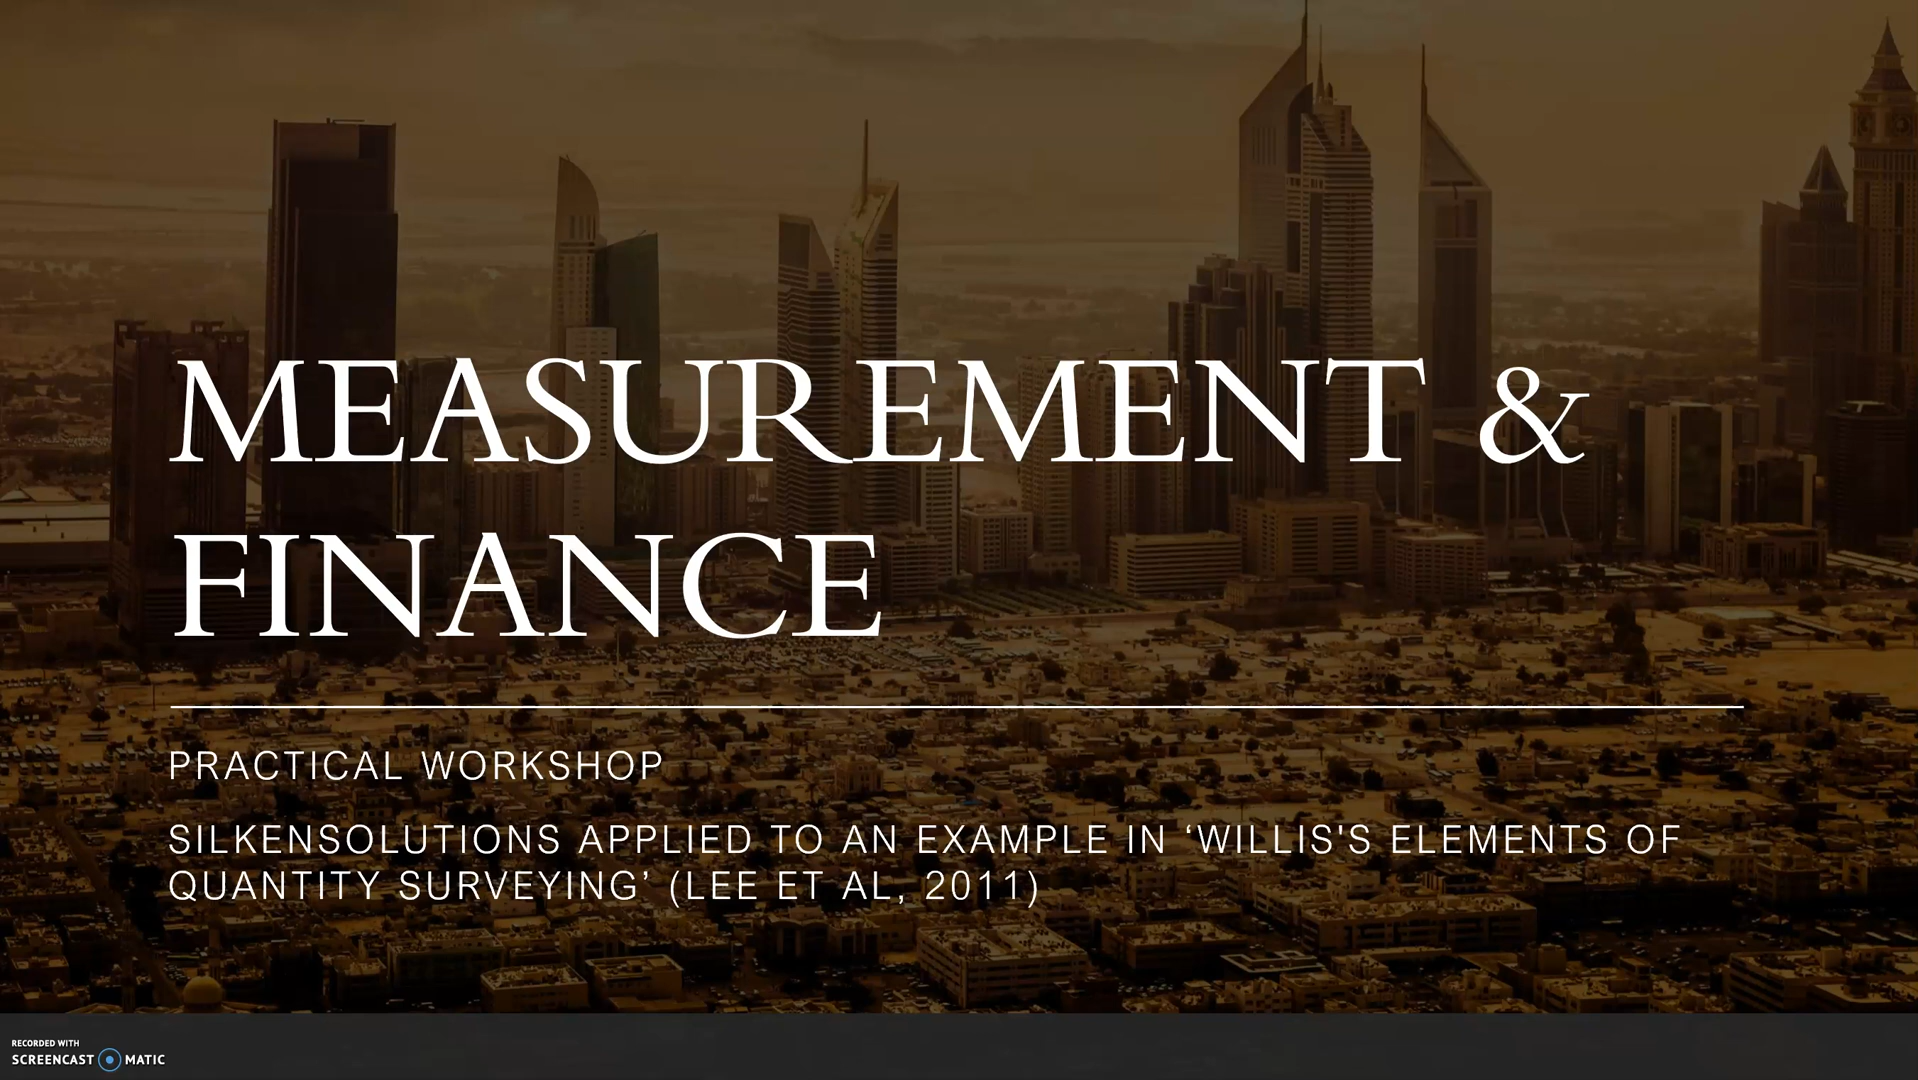 MEASUREMENT &
FINANCE
PRACTICAL WORKSHOP
SILKENSOLUTIONS APPLIED TO AN EXAMPLE IN ‘WILLIS'S ELEMENTS OF
QUANTITY SURVEYING’ (LEE ET AL, 2011)
RECORDED WITH
SCREENCAST MATIC